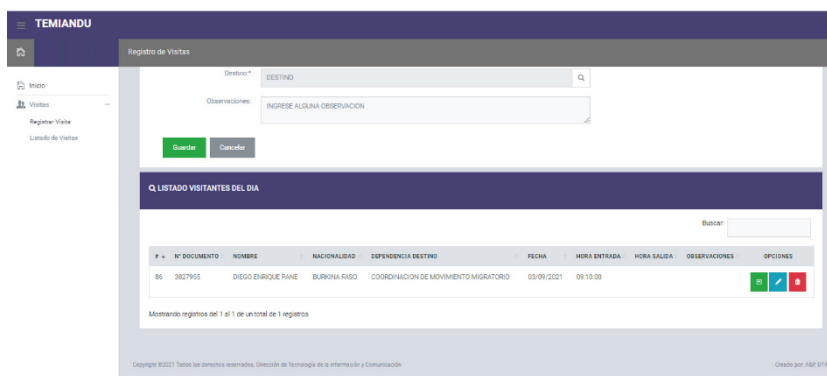 TEMIANDU
Registro de Visitas
Inicio
Visitas
Registrar Visita
Listado de Visitas
Destino:*
DESTINO
Observaciones:
INGRESE ALGUNA OBSERVACION
Guardar Cancelar
LISTADO VISITANTES DEL DIA
Buscar:
# N° DOCUMENTO NOMBRE NACIONALIDAD DEPENDENCIA DESTINO FECHA HORA ENTRADA HORA SALIDA OBSERVACIONES OPCIONES
86 3827955 DIEGO ENRIQUE PANE BURKINA FASO COORDINACION DE MOVIMIENTO MIGRATORIO 03/09/2021 09:10:00
Mostrando registros del 1 al 1 de un total de 1 registros
Copyright ©2021 Todos los derechos reservados, Dirección de Tecnología de la Información y Comunicación
Creado por: